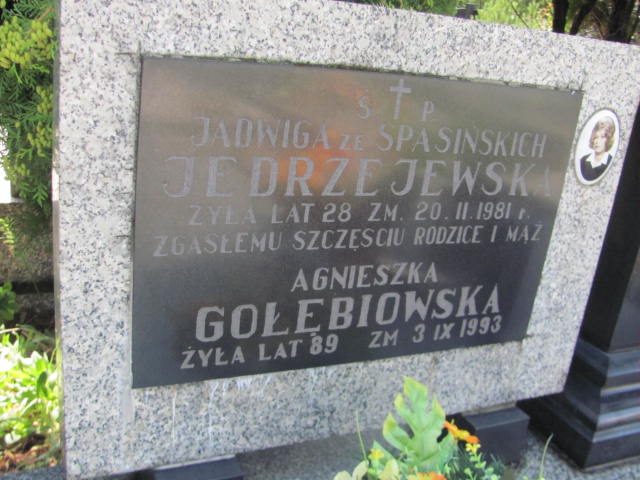 Ś P
JADWIGA ZE SPASIŃSKICH
JĘDRZEJEWSKA
ŻYŁA LAT 28 ZM. 20.II.1981 r.
ZGASŁEMU SZCZĘŚCIU RODZICE I MĄŻ
AGNIESZKA
GOŁĘBIOWSKA
ŻYŁA LAT 89 ZM 3 IX 1993